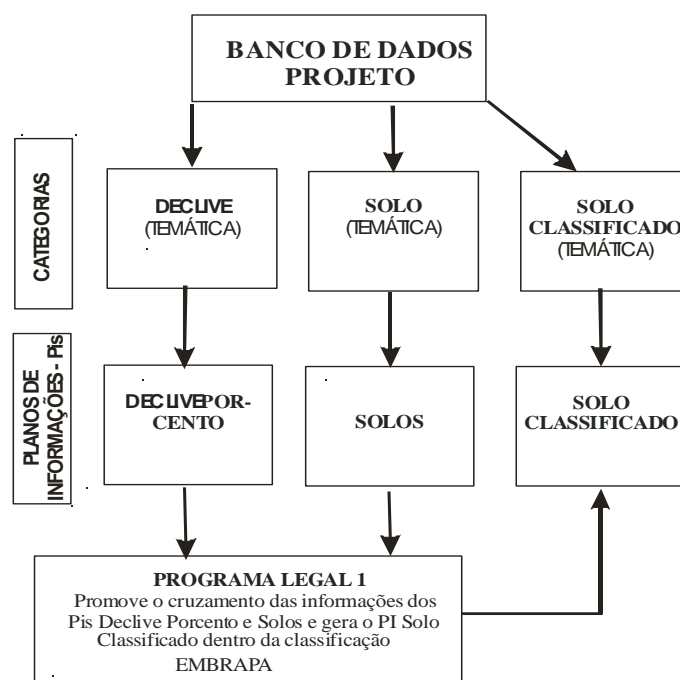 BANCO DE DADOS
PROJETO
CATEGORIAS
DECLIVE
(TEMÁTICA)
SOLO
(TEMÁTICA)
SOLO
CLASSIFICADO
(TEMÁTICA)
PLANOS DE
INFORMAÇÕES - Pis
DECLIVEPOR-
CENTO
SOLOS
SOLO
CLASSIFICADO
PROGRAMA LEGAL 1
Promove o cruzamento das informações dos
Pis Declive Porcento e Solos e gera o PI Solo
Classificado dentro da classificação
EMBRAPA